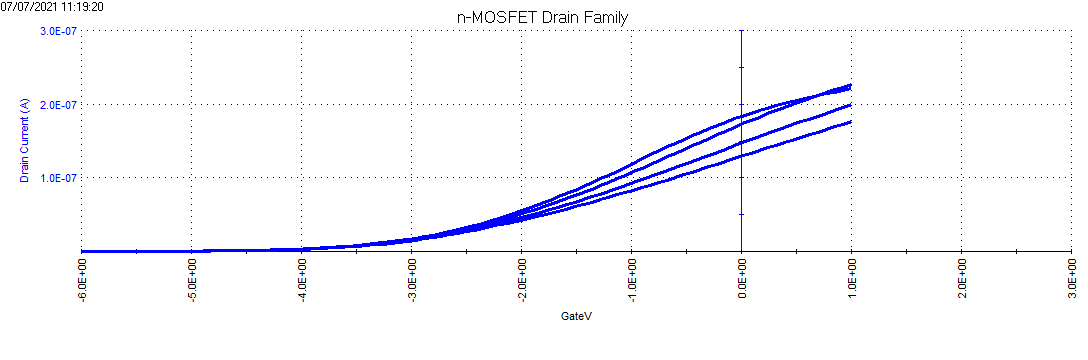 07/07/2021 11:19:20
n-MOSFET Drain Family
3.0E-07
2.0E-07
1.0E-07
Drain Current (A)
-6.0E+00
-5.0E+00
-4.0E+00
-3.0E+00
-2.0E+00
-1.0E+00
0.0E+00
1.0E+00
2.0E+00
3.0E+00
GateV